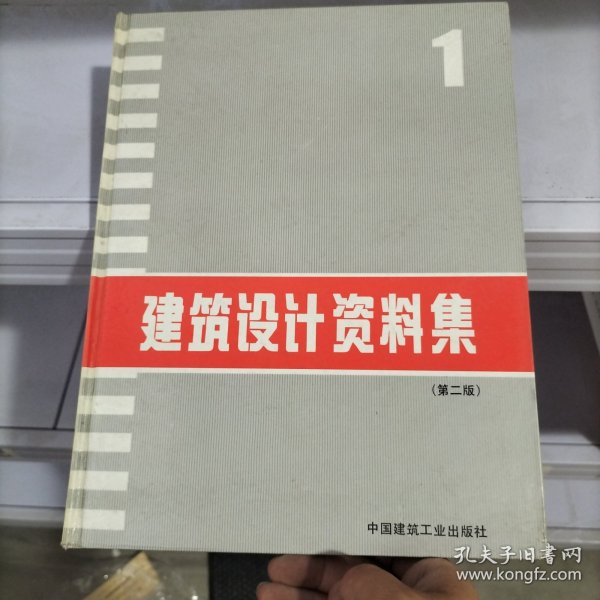 1
建筑设计资料集
(第二版)
中国建筑工业出版社
孔夫子旧书网
www.kongfz.com